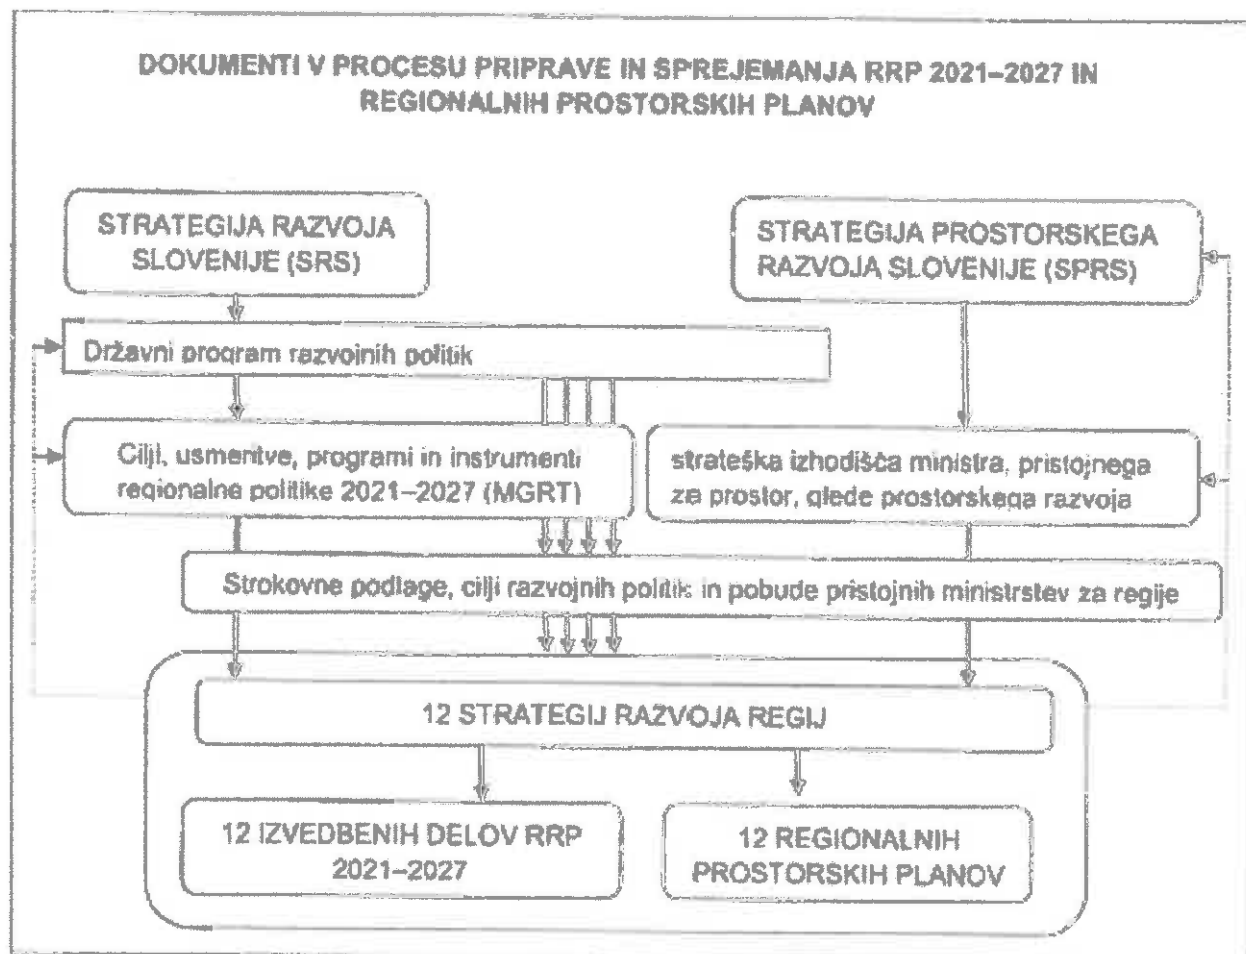 DOKUMENTI V PROCESU PRIPRAVE IN SPREJEMANJA RRP 2021–2027 IN
REGIONALNIH PROSTORSKIH PLANOV
STRATEGIJA RAZVOJA
SLOVENIJE (SRS)
STRATEGIJA PROSTORSKEGA
RAZVOJA SLOVENIJE (SPRS)
Državni program razvojnih politik
Cilji, usmeritve, programi in instrumenti
regionalne politike 2021–2027 (MGRT)
strateška izhodišča ministra, pristojnega
za prostor, glede prostorskega razvoja
Strokovne podlage, cilji razvojnih politik in pobude pristojnih ministrstev za regije
12 STRATEGIJ RAZVOJA REGIJ
12 IZVEDBENIH DELOV RRP
2021–2027
12 REGIONALNIH
PROSTORSKIH PLANOV